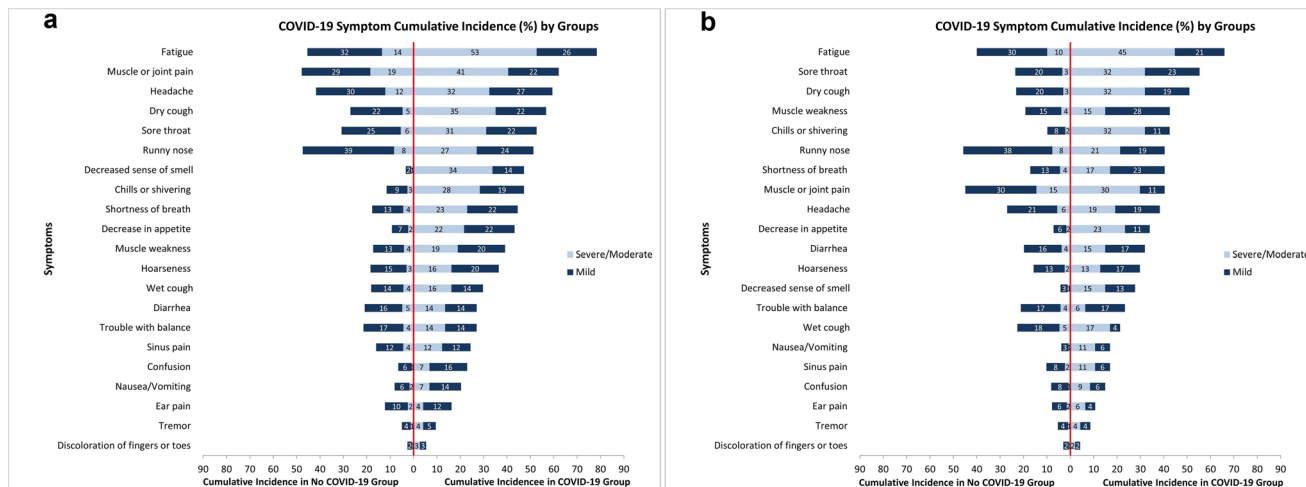 a
COVID-19 Symptom Cumulative Incidence (%) by Groups
Symptoms
Fatigue 32 14 53 26
Muscle or joint pain 29 19 41 22
Headache 30 12 32 27
Dry cough 22 5 35 22
Sore throat 25 6 31 22
Runny nose 39 8 27 24
Decreased sense of smell 2 34 14
Chills or shivering 9 3 28 19
Shortness of breath 13 4 23 22
Decrease in appetite 7 2 22 22
Muscle weakness 13 4 19 20
Hoarseness 15 3 16 20
Wet cough 14 4 16 14
Diarrhea 16 5 14 14
Trouble with balance 17 4 14 14
Sinus pain 12 4 12 12
Confusion 6 7 16
Nausea/Vomiting 6 2 7 14
Ear pain 10 2 4 12
Tremor 4 1 4 5
Discoloration of fingers or toes 2 3 3
Severe/Moderate
Mild
90 80 70 60 50 40 30 20 10 0 10 20 30 40 50 60 70 80 90
Cumulative Incidence in No COVID-19 Group Cumulative Incidencee in COVID-19 Group
b
COVID-19 Symptom Cumulative Incidence (%) by Groups
Symptoms
Fatigue 30 10 45 21
Sore throat 20 3 32 23
Dry cough 20 3 32 19
Muscle weakness 15 4 15 28
Chills or shivering 8 2 32 11
Runny nose 38 8 21 19
Shortness of breath 13 4 17 23
Muscle or joint pain 30 15 30 11
Headache 21 6 19 19
Decrease in appetite 6 2 23 11
Diarrhea 16 4 15 17
Hoarseness 13 2 13 17
Decreased sense of smell 3 15 13
Trouble with balance 17 4 6 17
Wet cough 18 5 17 4
Nausea/Vomiting 3 11 6
Sinus pain 8 2 11 6
Confusion 8 9 6
Ear pain 6 2 6 4
Tremor 4 1 4 4
Discoloration of fingers or toes 2 2 2
Severe/Moderate
Mild
90 80 70 60 50 40 30 20 10 0 10 20 30 40 50 60 70 80 90
Cumulative Incidence in No COVID-19 Group Cumulative Incidence in COVID-19 Group